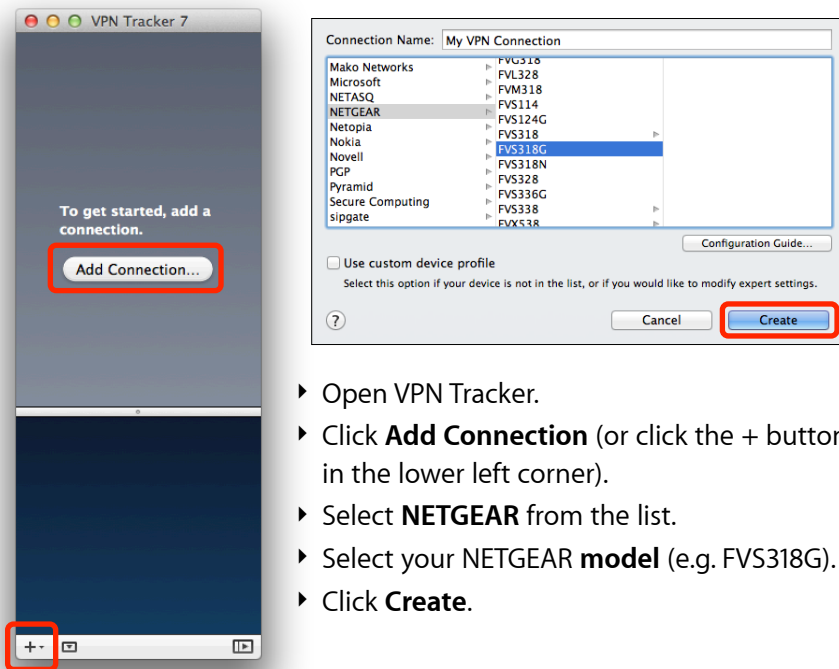 VPN Tracker 7
To get started, add a
connection.
Add Connection...
+
Connection Name: My VPN Connection
Mako Networks
Microsoft
NETASQ
NETGEAR
Netopia
Nokia
Novell
PGP
Pyramid
Secure Computing
sipgate
FVG318
FVL328
FVM318
FVS114
FVS124G
FVS318
FVS318G
FVS318N
FVS328
FVS336G
FVS338
FVX538
Configuration Guide...
Use custom device profile
Select this option if your device is not in the list, or if you would like to modify expert settings.
?
Cancel
Create
‣ Open VPN Tracker.
‣ Click Add Connection (or click the + button
in the lower left corner).
‣ Select NETGEAR from the list.
‣ Select your NETGEAR model (e.g. FVS318G).
‣ Click Create.